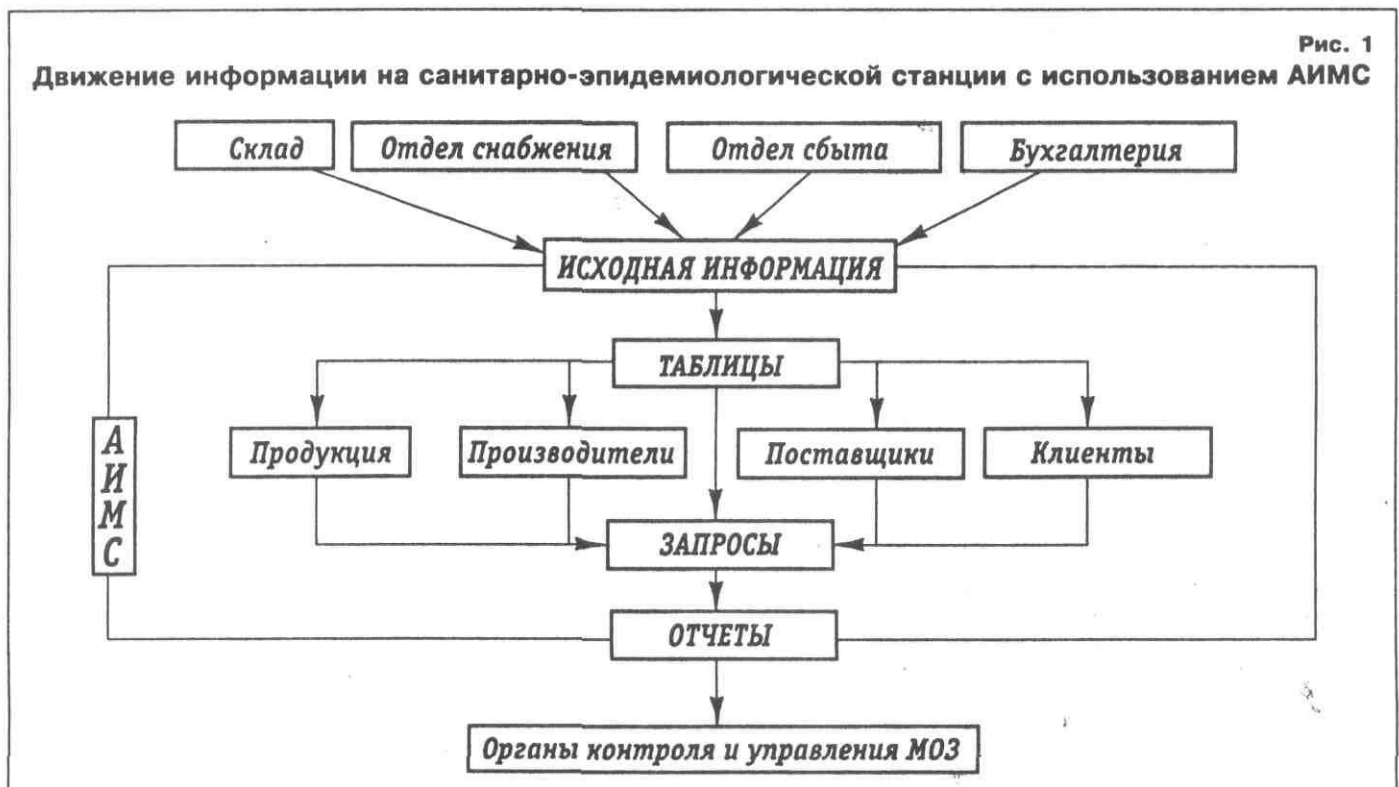 Рис. 1
Движение информации на санитарно-эпидемиологической станции с использованием АИМС
Склад
Отдел снабжения
Отдел сбыта
Бухгалтерия
ИСХОДНАЯ ИНФОРМАЦИЯ
ТАБЛИЦЫ
Продукция
Производители
Поставщики
Клиенты
АИМС
ЗАПРОСЫ
ОТЧЕТЫ
Органы контроля и управления МОЗ